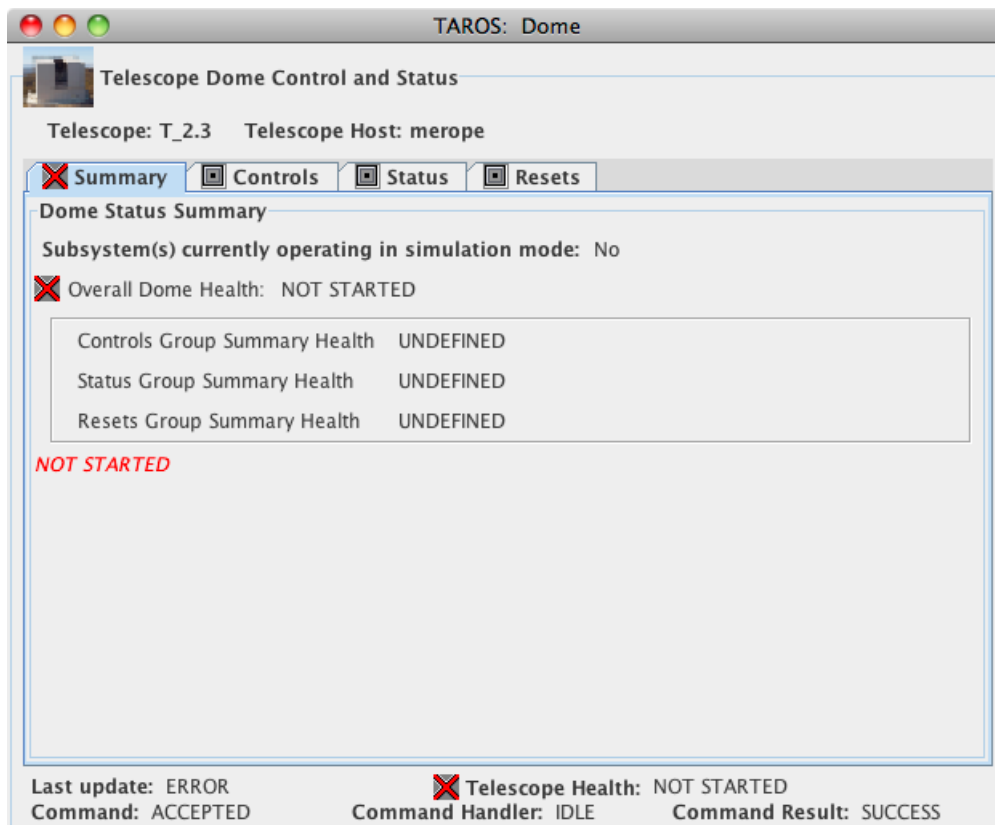 TAROS: Dome
Telescope Dome Control and Status
Telescope: T_2.3 Telescope Host: merope
Summary Controls Status Resets
Dome Status Summary
Subsystem(s) currently operating in simulation mode: No
Overall Dome Health: NOT STARTED
Controls Group Summary Health UNDEFINED
Status Group Summary Health UNDEFINED
Resets Group Summary Health UNDEFINED
NOT STARTED
Last update: ERROR Telescope Health: NOT STARTED
Command: ACCEPTED Command Handler: IDLE Command Result: SUCCESS